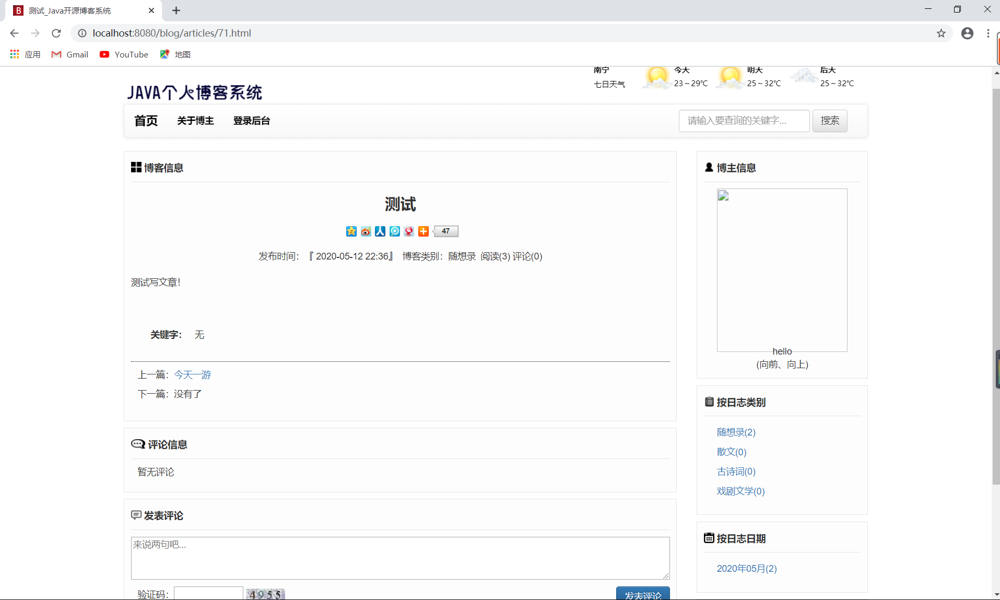 测试_Java开源博客系统
localhost:8080/blog/articles/71.html
应用 Gmail YouTube 地图
南宁 今天 明天 后天
七日天气 23～29℃ 25～32℃ 25～32℃
JAVA个人博客系统
首页 关于博主 登录后台 请输入要查询的关键字... 搜索
博客信息
测试
47
发布时间：『 2020-05-12 22:36』 博客类别：随想录 阅读(3) 评论(0)
测试写文章！
关键字： 无
上一篇：今天一游
下一篇：没有了
评论信息
暂无评论
发表评论
来说两句吧...
验证码： 4955 发表评论
博主信息
hello
(向前、向上)
按日志类别
随想录(2)
散文(0)
古诗词(0)
戏剧文学(0)
按日志日期
2020年05月(2)